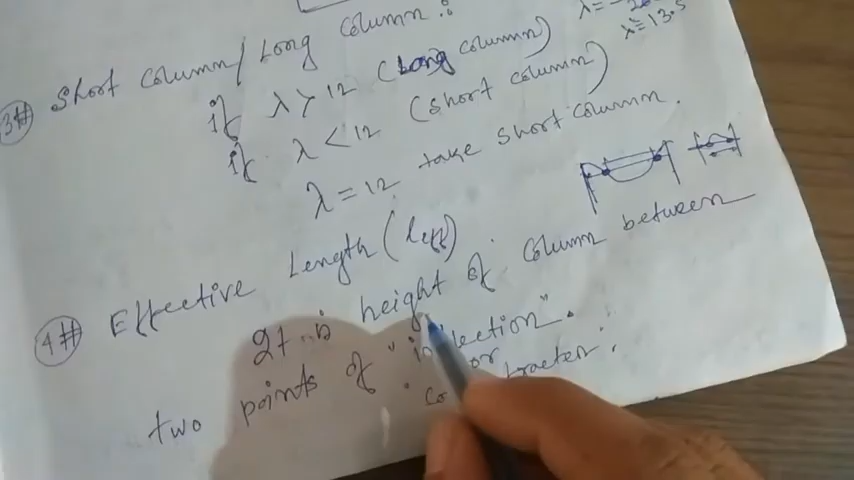 λ=
λ=13.5
3# Short column/Long column:
if λ>12 (Long column)
if λ<12 (Short column)
λ=12 take short column.
4# Effective Length (Leff)
It is height of column between
two points of "inflection".
or